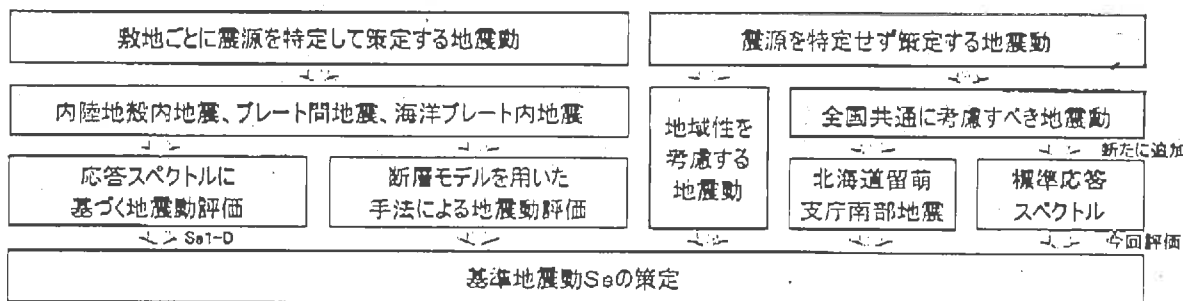 敷地ごとに震源を特定して策定する地震動
震源を特定せず策定する地震動
内陸地殻内地震、プレート間地震、海洋プレート内地震
地域性を
考慮する
地震動
全国共通に考慮すべき地震動
新たに追加
応答スペクトルに
基づく地震動評価
断層モデルを用いた
手法による地震動評価
北海道留萌
支庁南部地震
標準応答
スペクトル
Ss1-D
今回評価
基準地震動Ssの策定